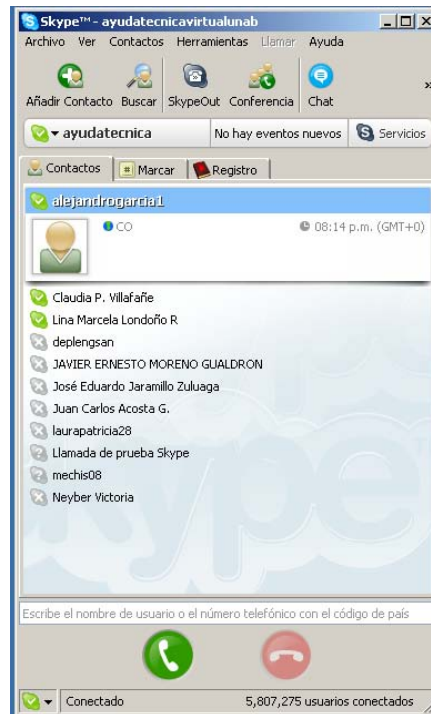 Skype™ - ayudatecnicavirtualunab
Archivo Ver Contactos Herramientas Llamar Ayuda
Añadir Contacto Buscar SkypeOut Conferencia Chat »
ayudatecnica No hay eventos nuevos Servicios
Contactos Marcar Registro
alejandrogarcia1
CO 08:14 p.m. (GMT+0)
Claudia P. Villafañe
Lina Marcela Londoño R
deplengsan
JAVIER ERNESTO MORENO GUALDRON
José Eduardo Jaramillo Zuluaga
Juan Carlos Acosta G.
laurapatricia28
Llamada de prueba Skype
mechis08
Neyber Victoria
skype
Escribe el nombre de usuario o el número telefónico con el código de país
Conectado 5,807,275 usuarios conectados